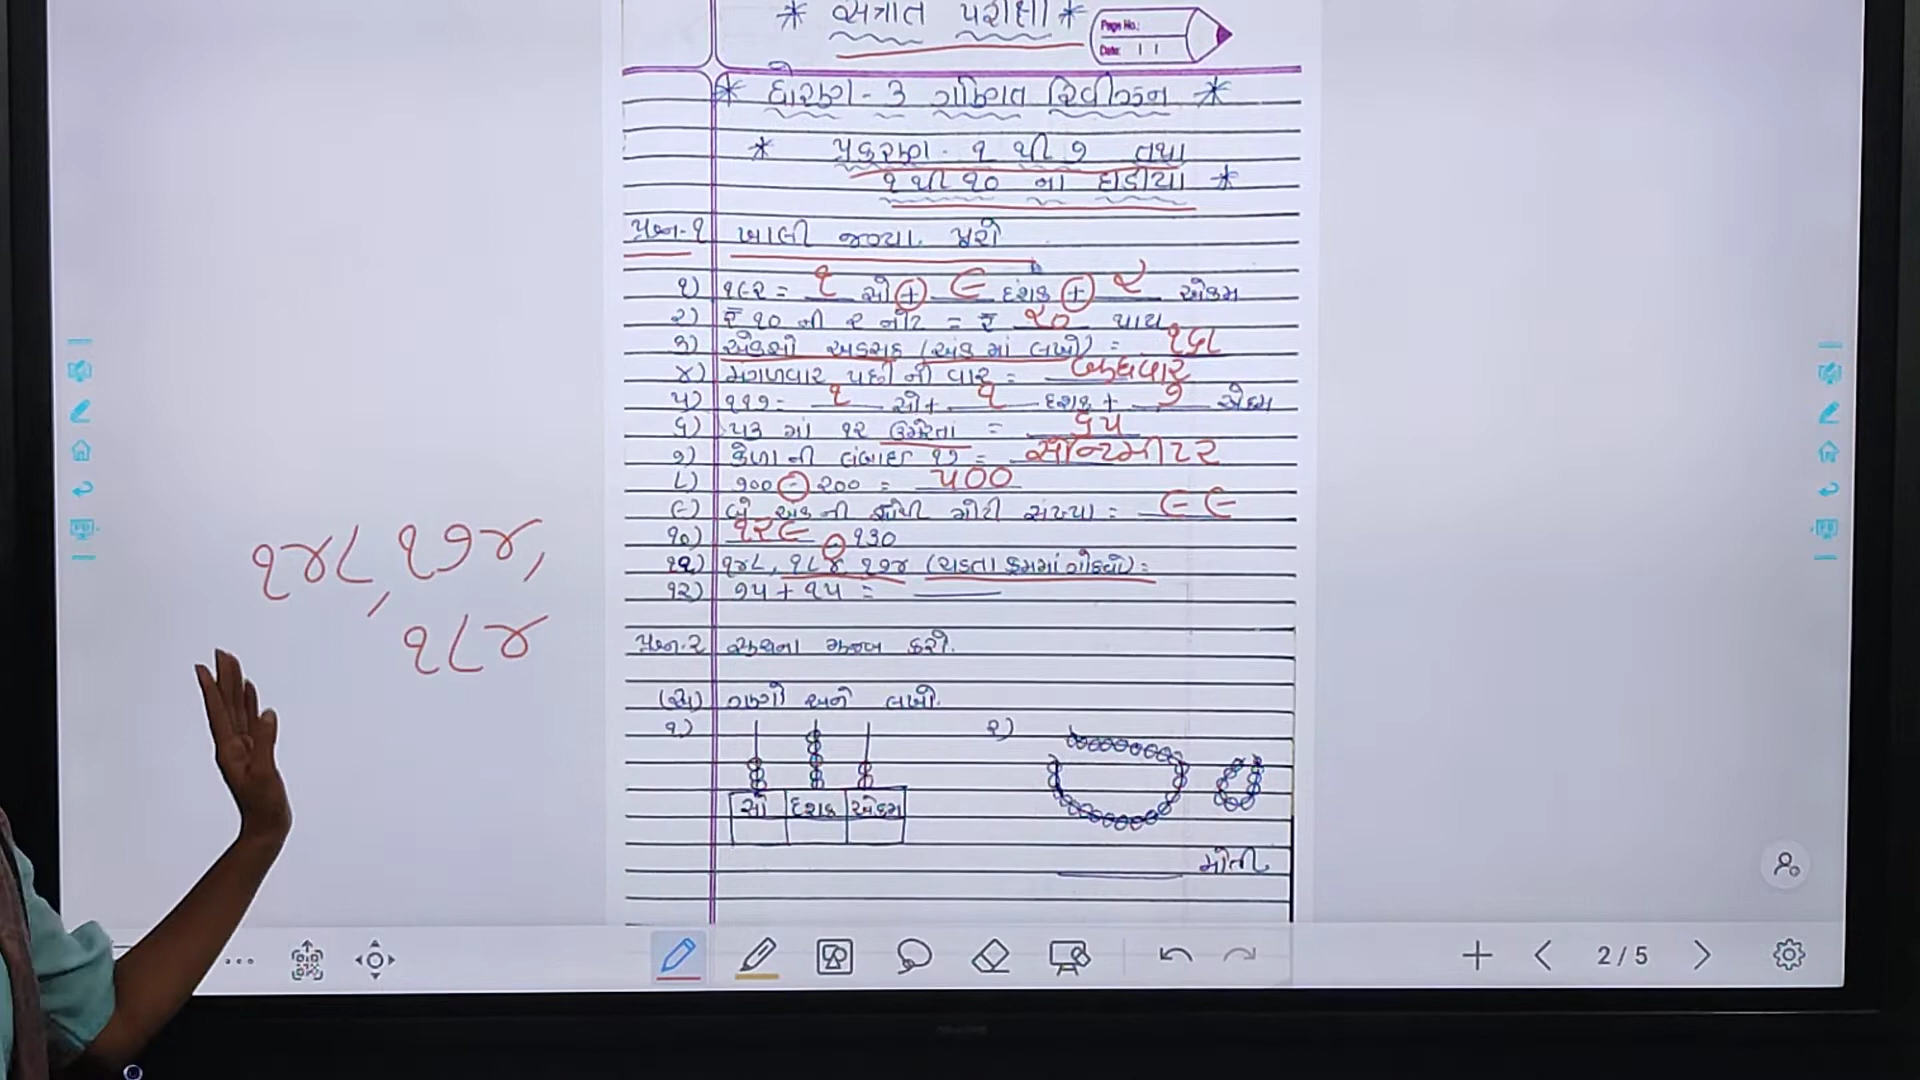 * સત્રાંત પરીક્ષા *
Page No.:
Date: / /
* ધોરણ - ૩ ગણિત રિવીઝન *
* પ્રકરણ. ૧ થી ૭ તથા
૧ થી ૧૦ ના ઘડીયા *
પ્રશ્ન-૧ ખાલી જગ્યા પૂરો
૧) ૧૯૨ = ૧ સો + ૯ દશક + ૨ એકમ
૨) ₹ ૧૦ ની ૨ નોટ = ₹ ૨૦ થાય
૩) એકસો અડસઠ (અંક માં લખો) = ૧૬૮
૪) મંગળવાર પછી નો વાર = બુધવાર
૫) ૧૧૭ = ૧ સો + ૧ દશક + ૭ એકમ
૬) ૫૩ માં ૧૨ ઉમેરતા = ૬૫
૭) કેળા ની લંબાઈ ૧૭ = સેન્ટિમીટર
૮) ૭૦૦ - ૨૦૦ = ૫૦૦
૯) બે અંક ની સૌથી મોટી સંખ્યા = ૯૯
૧૦) ૧૨૯ - ૧૩૦
૧૧) ૧૪૮, ૧૮૪ ૧૭૪ (ચડતા ક્રમમાં ગોઠવો) =
૧૨) ૭૫ + ૧૫ =
૧૪૮, ૧૭૪,
૧૮૪
પ્રશ્ન-૨ સૂચના મુજબ કરો.
(અ) ગણો અને લખો.
૧) ૨)
સો દશક એકમ
મોતી
2/5